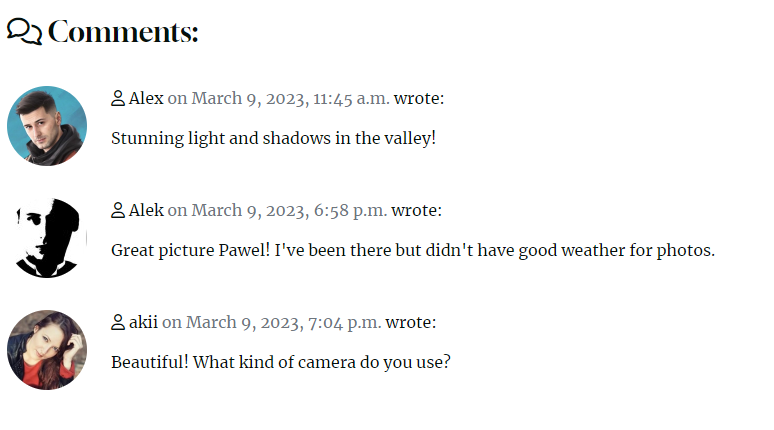 Comments:
Alex on March 9, 2023, 11:45 a.m. wrote:
Stunning light and shadows in the valley!
Alek on March 9, 2023, 6:58 p.m. wrote:
Great picture Pawel! I've been there but didn't have good weather for photos.
akii on March 9, 2023, 7:04 p.m. wrote:
Beautiful! What kind of camera do you use?